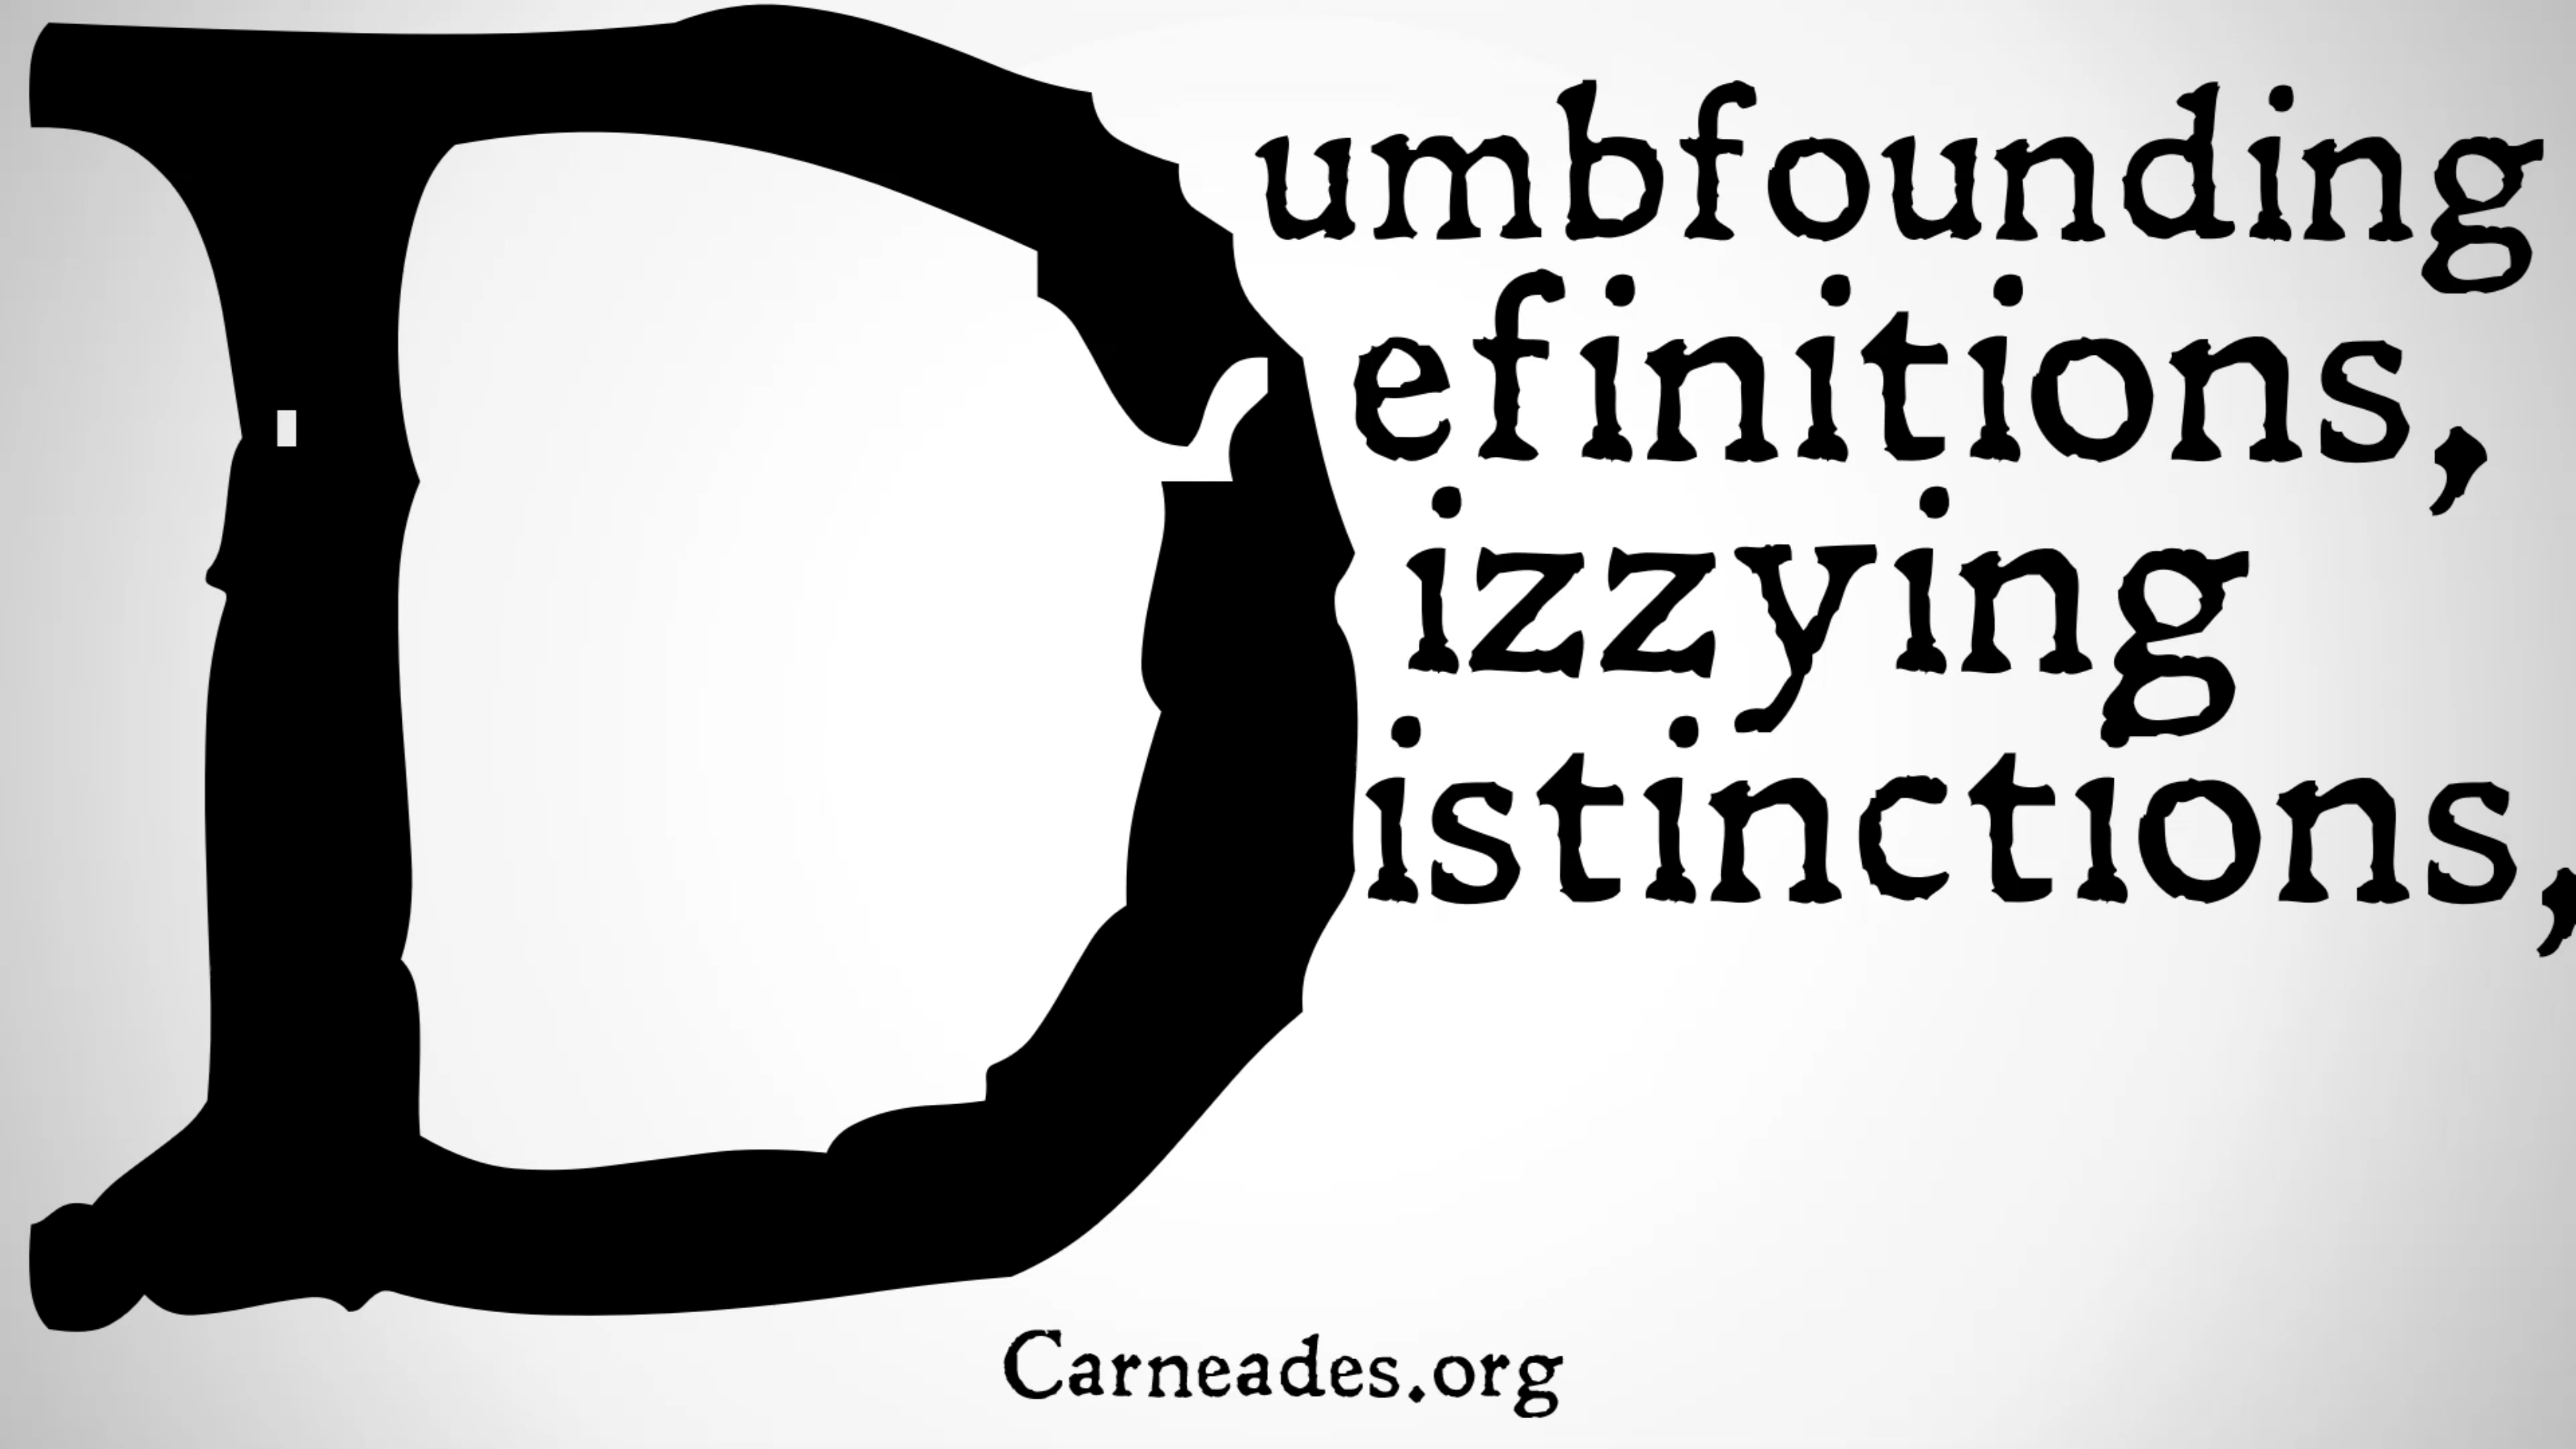 D
umbfounding
efinitions,
izzying
istinctions,
Carneades.org